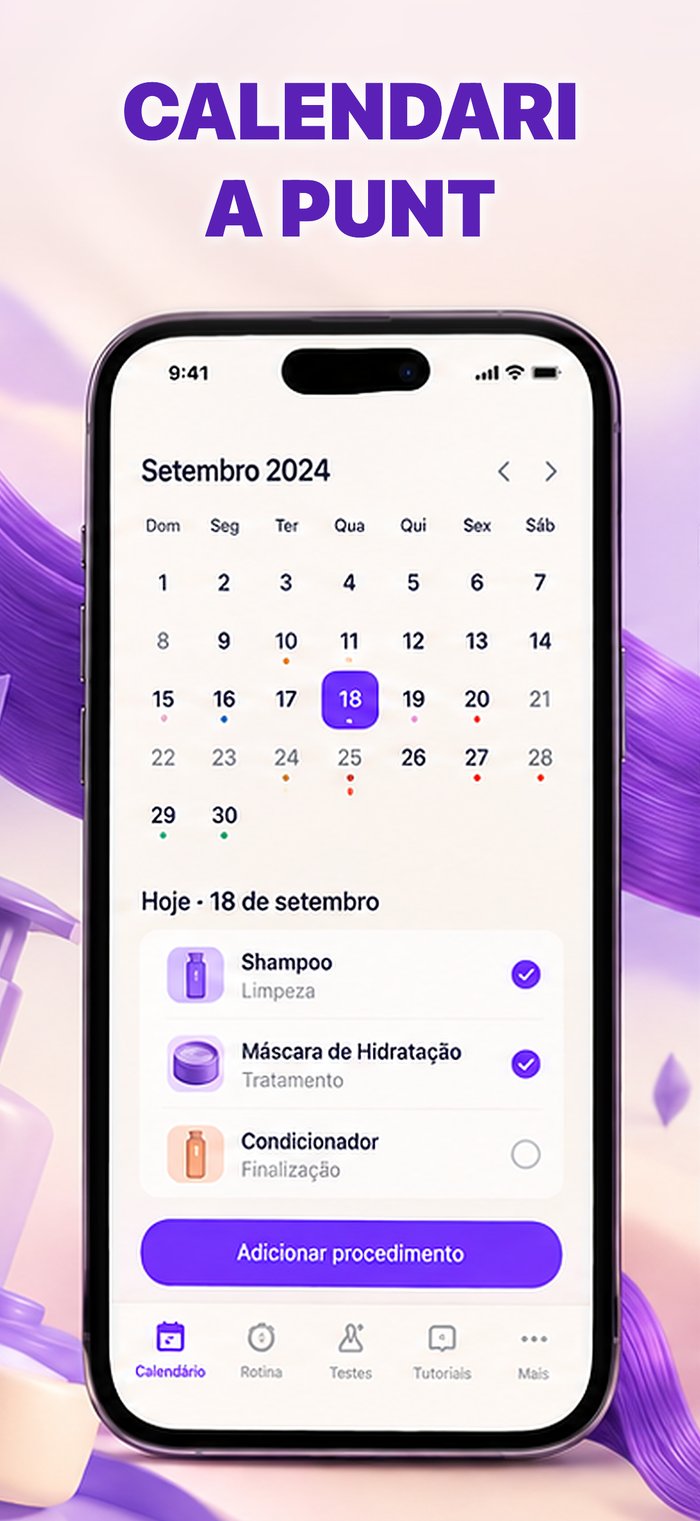 CALENDARI
A PUNT
9:41
Setembro 2024
Dom Seg Ter Qua Qui Sex Sáb
1 2 3 4 5 6 7
8 9 10 11 12 13 14
15 16 17 18 19 20 21
22 23 24 25 26 27 28
29 30
Hoje · 18 de setembro
Shampoo
Limpeza
Máscara de Hidratação
Tratamento
Condicionador
Finalização
Adicionar procedimento
Calendário Rotina Testes Tutoriais Mais